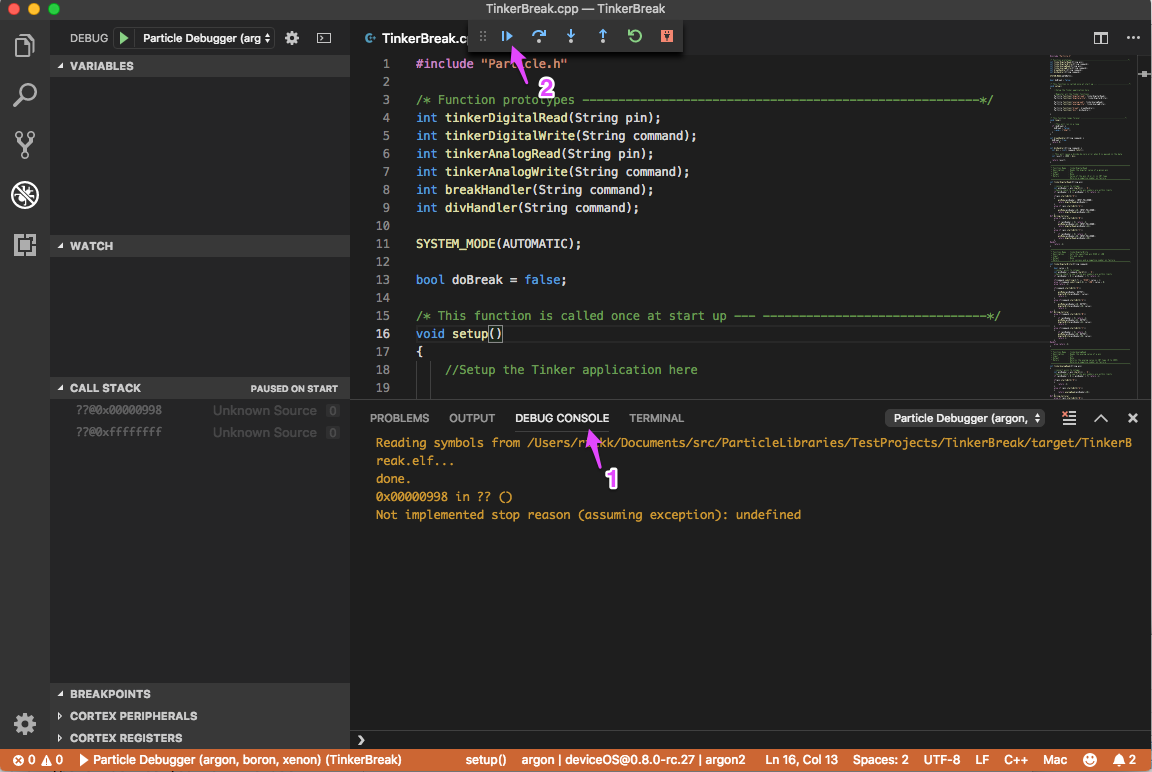 TinkerBreak.cpp — TinkerBreak
DEBUG Particle Debugger (arg
TinkerBreak.c
VARIABLES
WATCH
CALL STACK PAUSED ON START
??@0x00000998 Unknown Source 0
??@0xffffffff Unknown Source 0
BREAKPOINTS
CORTEX PERIPHERALS
CORTEX REGISTERS
2
1 #include "Particle.h"
2
3 /* Function prototypes -------------------------------------------------------*/
4 int tinkerDigitalRead(String pin);
5 int tinkerDigitalWrite(String command);
6 int tinkerAnalogRead(String pin);
7 int tinkerAnalogWrite(String command);
8 int breakHandler(String command);
9 int divHandler(String command);
10
11 SYSTEM_MODE(AUTOMATIC);
12
13 bool doBreak = false;
14
15 /* This function is called once at start up --- -------------------------------*/
16 void setup()
17 {
18 //Setup the Tinker application here
19
PROBLEMS OUTPUT DEBUG CONSOLE TERMINAL Particle Debugger (argon,
Reading symbols from /Users/rickk/Documents/src/ParticleLibraries/TestProjects/TinkerBreak/target/TinkerB
reak.elf...
done.
1
0x00000998 in ?? ()
Not implemented stop reason (assuming exception): undefined
❯
0 0 Particle Debugger (argon, boron, xenon) (TinkerBreak) setup() argon | deviceOS@0.8.0-rc.27 | argon2 Ln 16, Col 13 Spaces: 2 UTF-8 LF C++ Mac 2